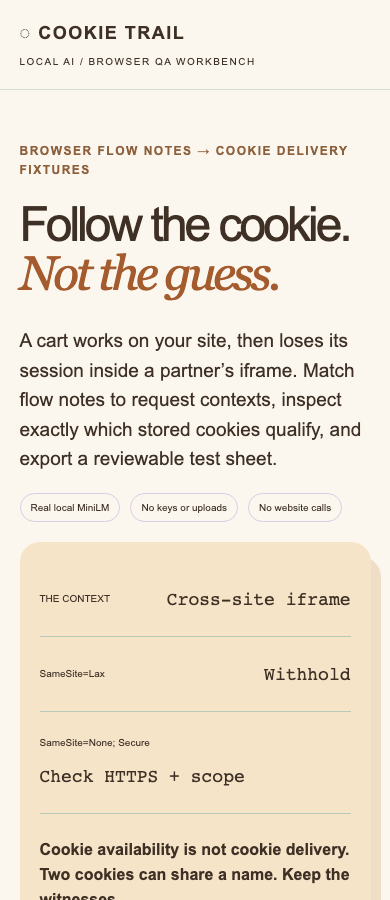 COOKIE TRAIL
LOCAL AI / BROWSER QA WORKBENCH
BROWSER FLOW NOTES → COOKIE DELIVERY
FIXTURES
Follow the cookie.
Not the guess.
A cart works on your site, then loses its
session inside a partner’s iframe. Match
flow notes to request contexts, inspect
exactly which stored cookies qualify, and
export a reviewable test sheet.
Real local MiniLM
No keys or uploads
No website calls
THE CONTEXT
Cross-site iframe
SameSite=Lax
Withhold
SameSite=None; Secure
Check HTTPS + scope
Cookie availability is not cookie delivery.
Two cookies can share a name. Keep the
witnesses.